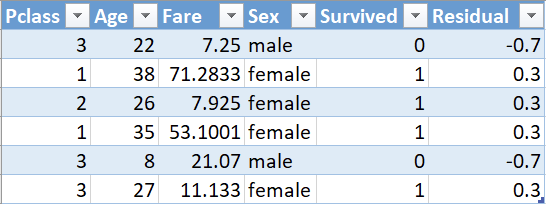 Pclass Age Fare Sex Survived Residual
3 22 7.25 male 0 -0.7
1 38 71.2833 female 1 0.3
2 26 7.925 female 1 0.3
1 35 53.1001 female 1 0.3
3 8 21.07 male 0 -0.7
3 27 11.133 female 1 0.3